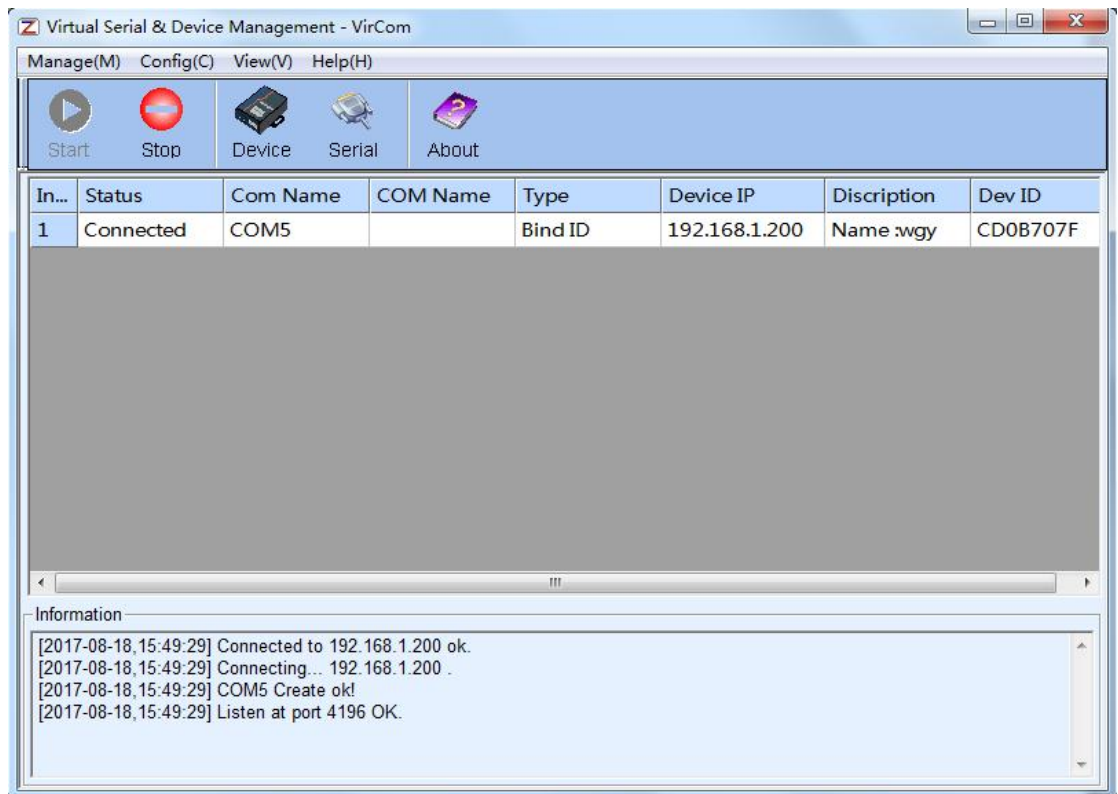 Virtual Serial & Device Management - VirCom
Manage(M) Config(C) View(V) Help(H)
Start Stop Device Serial About
In... Status Com Name COM Name Type Device IP Discription Dev ID
1 Connected COM5 Bind ID 192.168.1.200 Name :wgy CD0B707F
Information
[2017-08-18,15:49:29] Connected to 192.168.1.200 ok.
[2017-08-18,15:49:29] Connecting... 192.168.1.200 .
[2017-08-18,15:49:29] COM5 Create ok!
[2017-08-18,15:49:29] Listen at port 4196 OK.